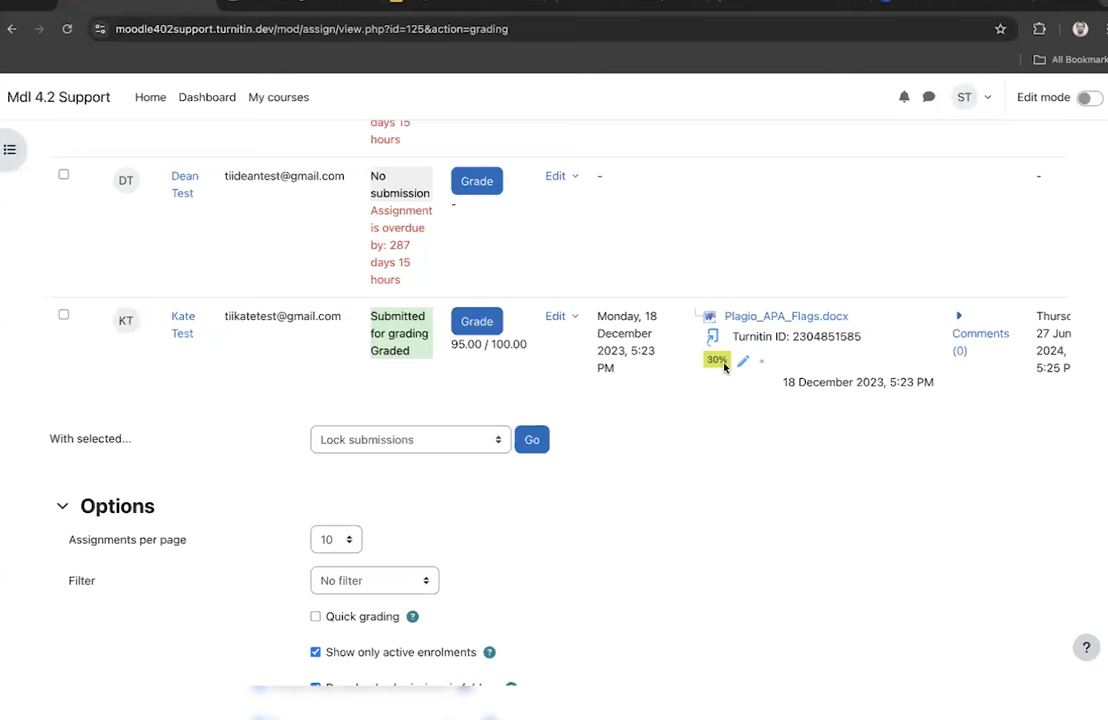 moodle402support.turnitin.dev/mod/assign/view.php?id=125&action=grading
All Bookmark
Mdl 4.2 Support
Home
Dashboard
My courses
ST
Edit mode
days 15
hours
DT
Dean
Test
tiideantest@gmail.com
No
submission
Assignment
is overdue
by: 287
days 15
hours
Grade
-
Edit
-
-
KT
Kate
Test
tiikatetest@gmail.com
Submitted
for grading
Graded
Grade
95.00 / 100.00
Edit
Monday, 18
December
2023, 5:23
PM
Plagio_APA_Flags.docx
Turnitin ID: 2304851585
30%
18 December 2023, 5:23 PM
Comments
(0)
Thursc
27 Jun
2024,
5:25 P
With selected...
Lock submissions
Go
Options
Assignments per page
10
Filter
No filter
Quick grading ?
Show only active enrolments ?
?